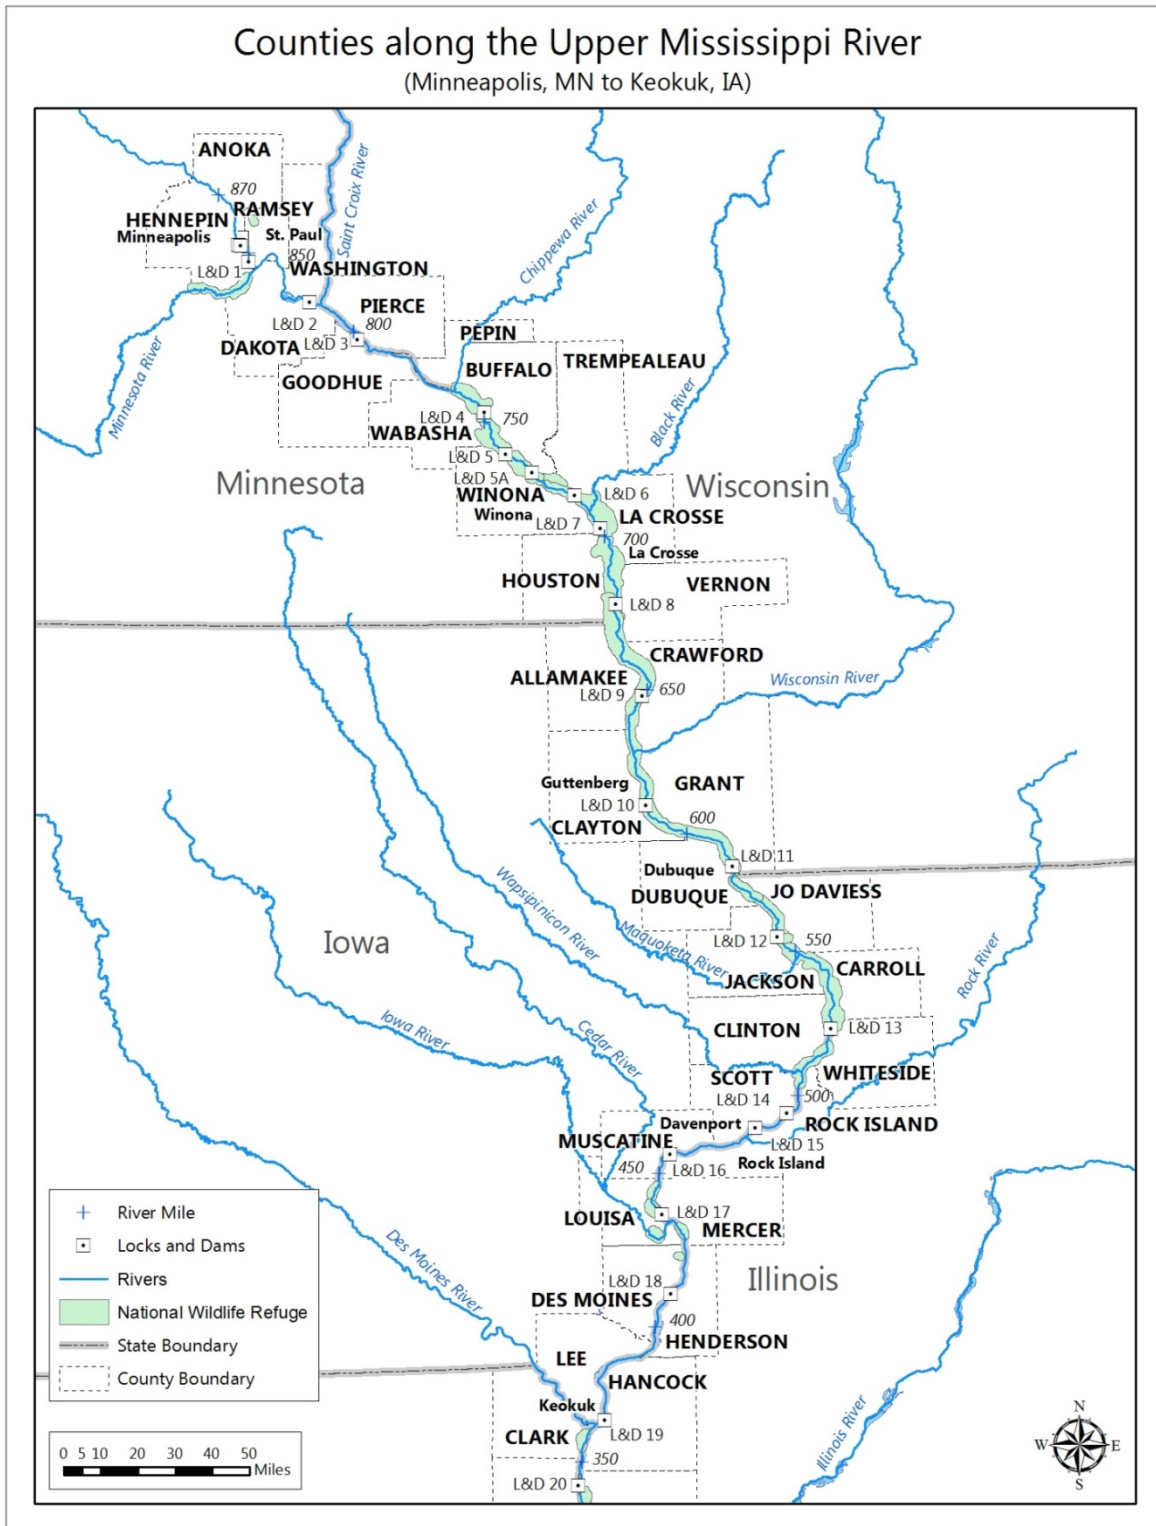 Counties along the Upper Mississippi River
(Minneapolis, MN to Keokuk, IA)
ANOKA
870
RAMSEY
HENNEPIN
Minneapolis
St. Paul
850
L&D 1
WASHINGTON
Saint Croix River
Chippewa River
PIERCE
L&D 2
800
L&D 3
DAKOTA
PEPIN
GOODHUE
BUFFALO
TREMPEALEAU
Minnesota River
Black River
L&D 4
750
WABASHA
L&D 5
L&D 5A
Minnesota
Wisconsin
WINONA
Winona
L&D 6
L&D 7
LA CROSSE
700
La Crosse
HOUSTON
VERNON
L&D 8
CRAWFORD
ALLAMAKEE
L&D 9
650
Wisconsin River
Guttenberg
GRANT
L&D 10
CLAYTON
600
L&D 11
Dubuque
DUBUQUE
JO DAVIESS
Wapsipinicon River
Maquoketa River
L&D 12
550
Iowa
CARROLL
Rock River
JACKSON
CLINTON
L&D 13
Iowa River
Cedar River
SCOTT
WHITESIDE
L&D 14
500
Davenport
ROCK ISLAND
L&D 15
MUSCATINE
Rock Island
450
L&D 16
LOUISA
L&D 17
MERCER
Des Moines River
L&D 18
Illinois
DES MOINES
400
HENDERSON
LEE
HANCOCK
Keokuk
CLARK
L&D 19
350
L&D 20
Illinois River
River Mile
Locks and Dams
Rivers
National Wildlife Refuge
State Boundary
County Boundary
0 5 10 20 30 40 50
Miles
N
W E
S